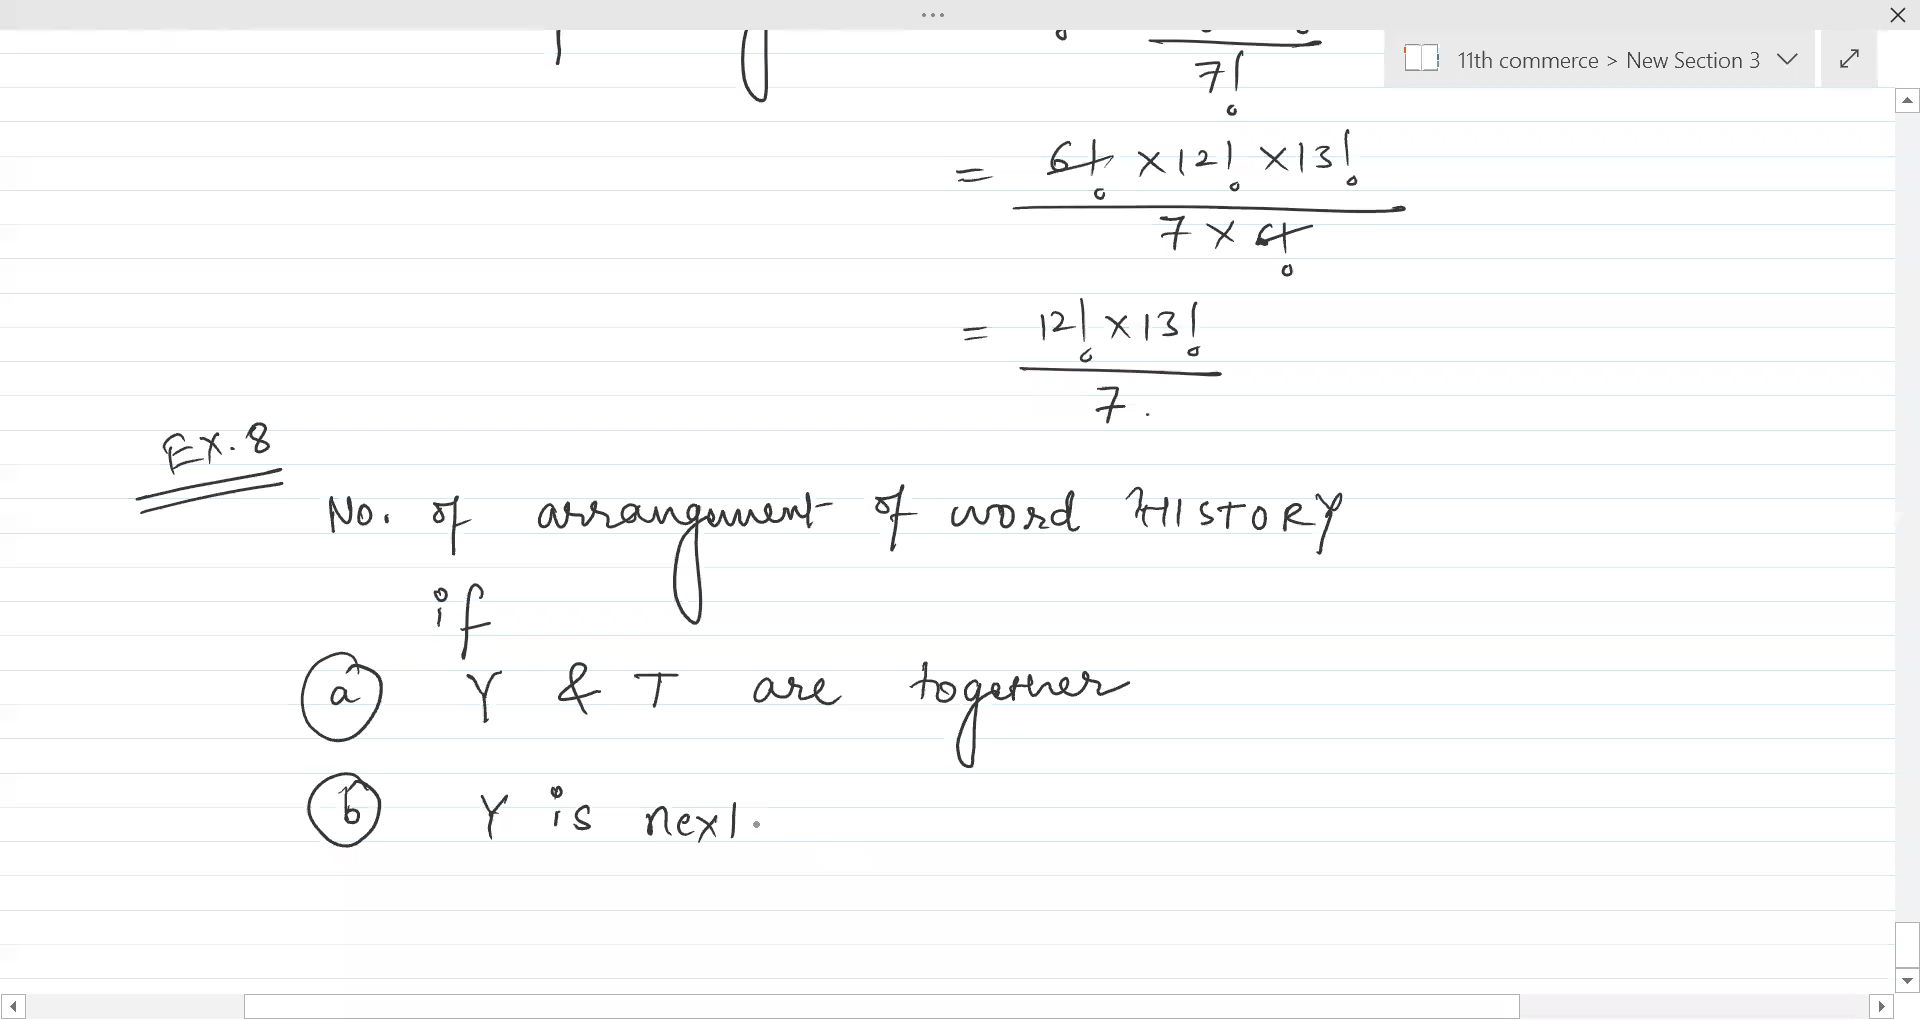 11th commerce > New Section 3
7!
= 6! × 12! × 13!
7 × 6!
= 12! × 13!
7.
Ex. 8
No. of arrangement of word HISTORY
if
(a) Y & T are together
(b) Y is next